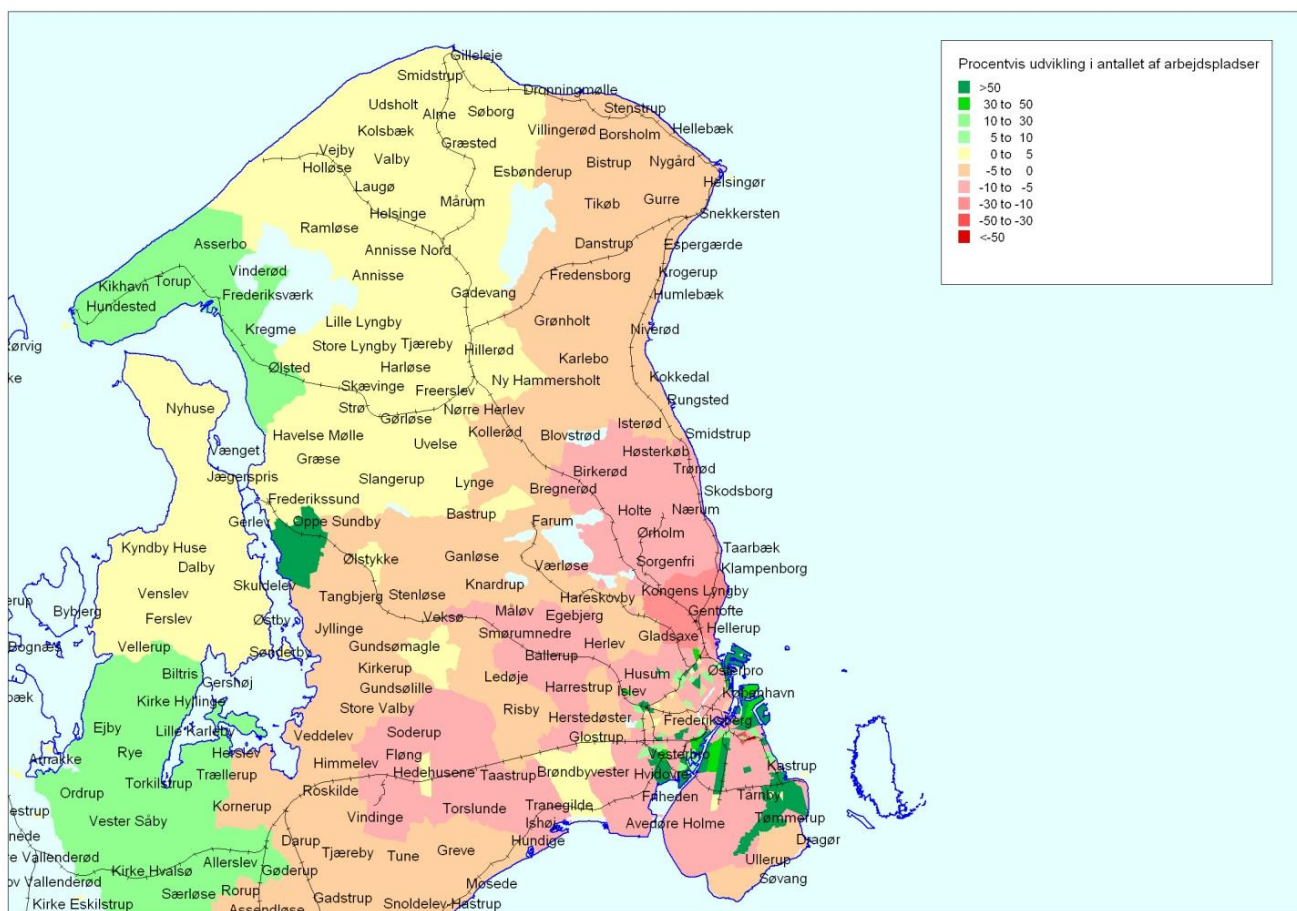 Procentvis udvikling i antallet af arbejdspladser
>50
30 to 50
10 to 30
5 to 10
0 to 5
-5 to 0
-10 to -5
-30 to -10
-50 to -30
<-50
Gilleleje
Smidstrup
Dronningmølle
Udsholt
Søborg
Stenstrup
Alme
Kolsbæk
Villingerød
Borsholm
Hellebæk
Græsted
Vejby
Valby
Bistrup
Nygård
Holløse
Esbønderup
Helsingør
Laugø
Mårum
Tikøb
Gurre
Helsinge
Snekkersten
Ramløse
Asserbo
Annisse Nord
Danstrup
Espergærde
Vinderød
Annisse
Fredensborg
Krogerup
Torup
Kikhavn
Frederiksværk
Gadevang
Humlebæk
Hundested
Lille Lyngby
Grønholt
Kregme
Niverød
Store Lyngby
Tjæreby
Hillerød
Karlebo
Ølsted
Harløse
Skævinge
Freerslev
Ny Hammersholt
Kokkedal
Nyhuse
Strø
Nørre Herlev
Rungsted
Gørløse
Isterød
Havelse Mølle
Kollerød
Blovstrød
Smidstrup
Uvelse
Vænget
Græse
Høsterkøb
Birkerød
Trørød
Jægerspris
Slangerup
Lynge
Bregnerød
Skodsborg
Frederikssund
Holte
Nærum
Gerlev
Oppe Sundby
Bastrup
Farum
Ørholm
Kyndby Huse
Ølstykke
Ganløse
Værløse
Sorgenfri
Taarbæk
Dalby
Klampenborg
Skuldelev
Knardrup
Venslev
Tangbjerg
Stenløse
Hareskovby
Kongens Lyngby
Bybjerg
Ferslev
Østby
Veksø
Måløv
Egebjerg
Gentofte
Jyllinge
Smørumnedre
Gladsaxe
Hellerup
Vellerup
Sønderby
Gundsømagle
Ballerup
Herlev
Biltris
Gershøj
Kirkerup
Ledøje
Husum
Østerbro
Gundsølille
Harrestrup
Islev
København
Kirke Hyllinge
Store Valby
Risby
Ejby
Lille Karleby
Soderup
Herstedøster
Frederiksberg
Veddelev
Glostrup
Rye
Herslev
Fløng
Vesterbro
Himmelev
Hedehusene
Taastrup
Brøndbyvester
Hvidovre
Kastrup
Torkilstrup
Trællerup
Ordrup
Roskilde
Friheden
Tårnby
Kornerup
Torslunde
Tranegilde
Vindinge
Avedøre Holme
Tømmerup
Vester Såby
Ishøj
Hundige
Dragør
Darup
Tjæreby
Tune
Greve
Allerslev
Ullerup
Kirke Hvalsø
Gøderup
Søvang
Mosede
Særløse
Rorup
Gadstrup
Snoldelev
Hastrup
Kirke Eskilstrup
Assendløse